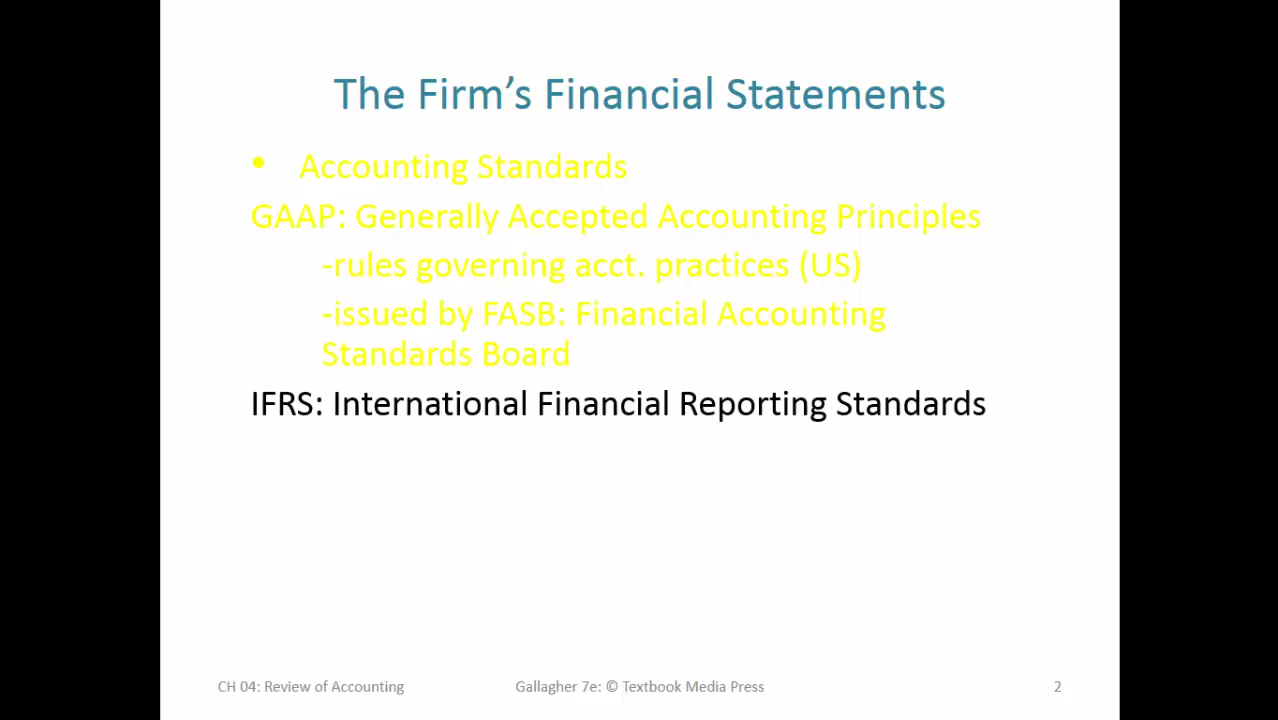 The Firm’s Financial Statements
• Accounting Standards
GAAP: Generally Accepted Accounting Principles
-rules governing acct. practices (US)
-issued by FASB: Financial Accounting
Standards Board
IFRS: International Financial Reporting Standards
CH 04: Review of Accounting
Gallagher 7e: © Textbook Media Press
2